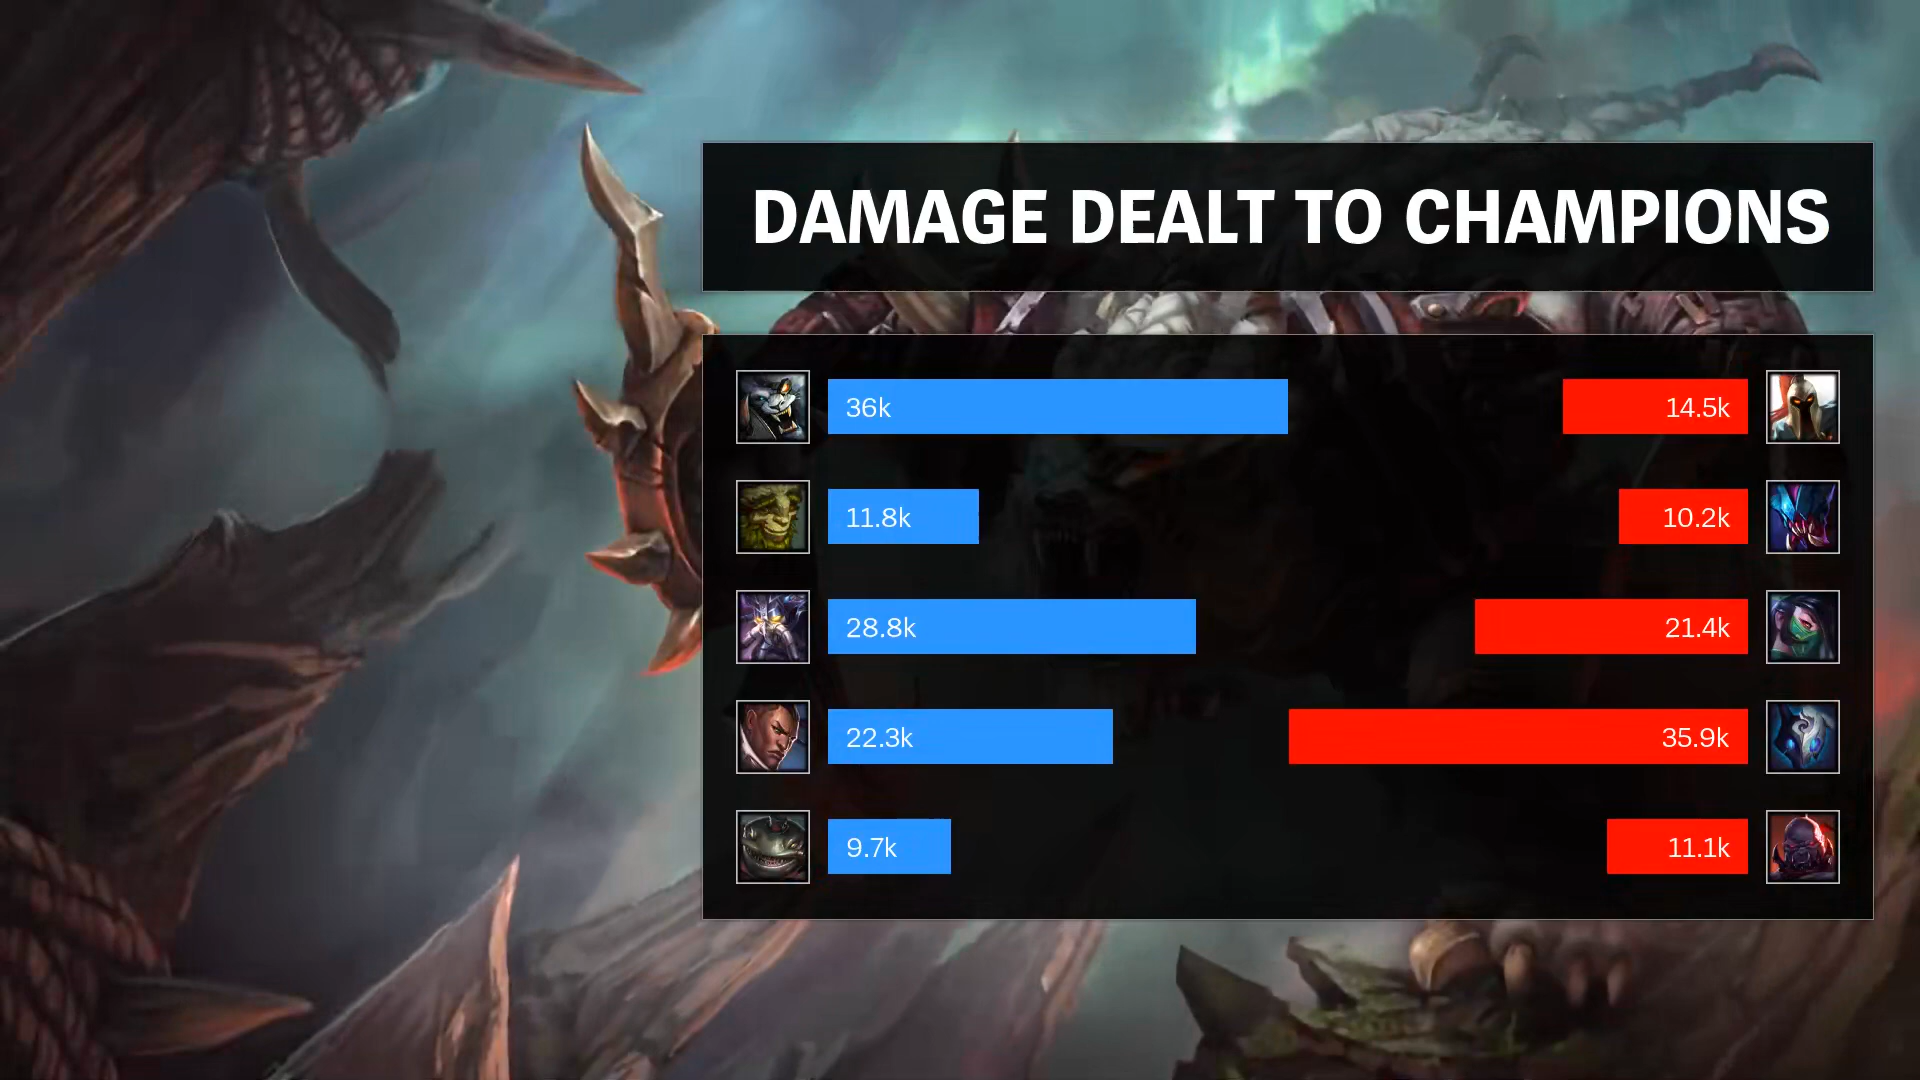 DAMAGE DEALT TO CHAMPIONS
36k 14.5k
11.8k 10.2k
28.8k 21.4k
22.3k 35.9k
9.7k 11.1k